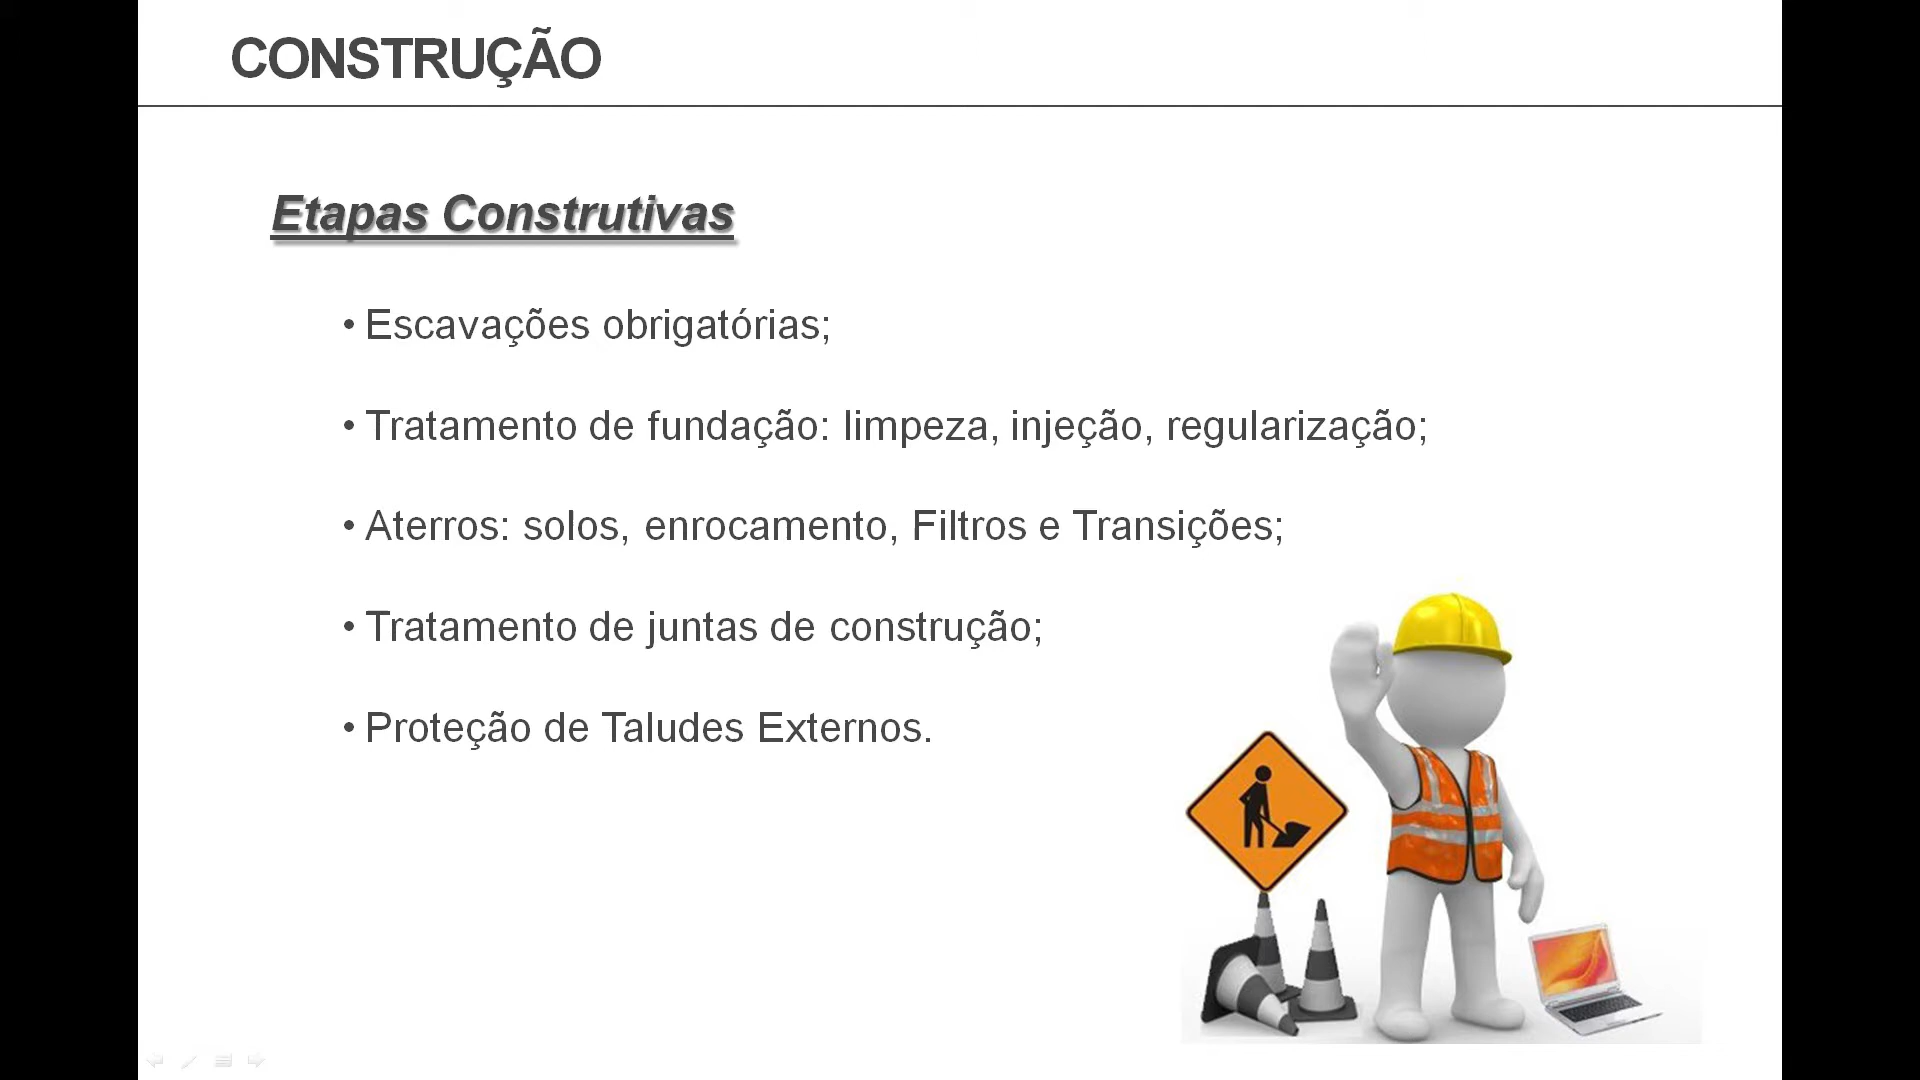 CONSTRUÇÃO
Etapas Construtivas
• Escavações obrigatórias;
• Tratamento de fundação: limpeza, injeção, regularização;
• Aterros: solos, enrocamento, Filtros e Transições;
• Tratamento de juntas de construção;
• Proteção de Taludes Externos.